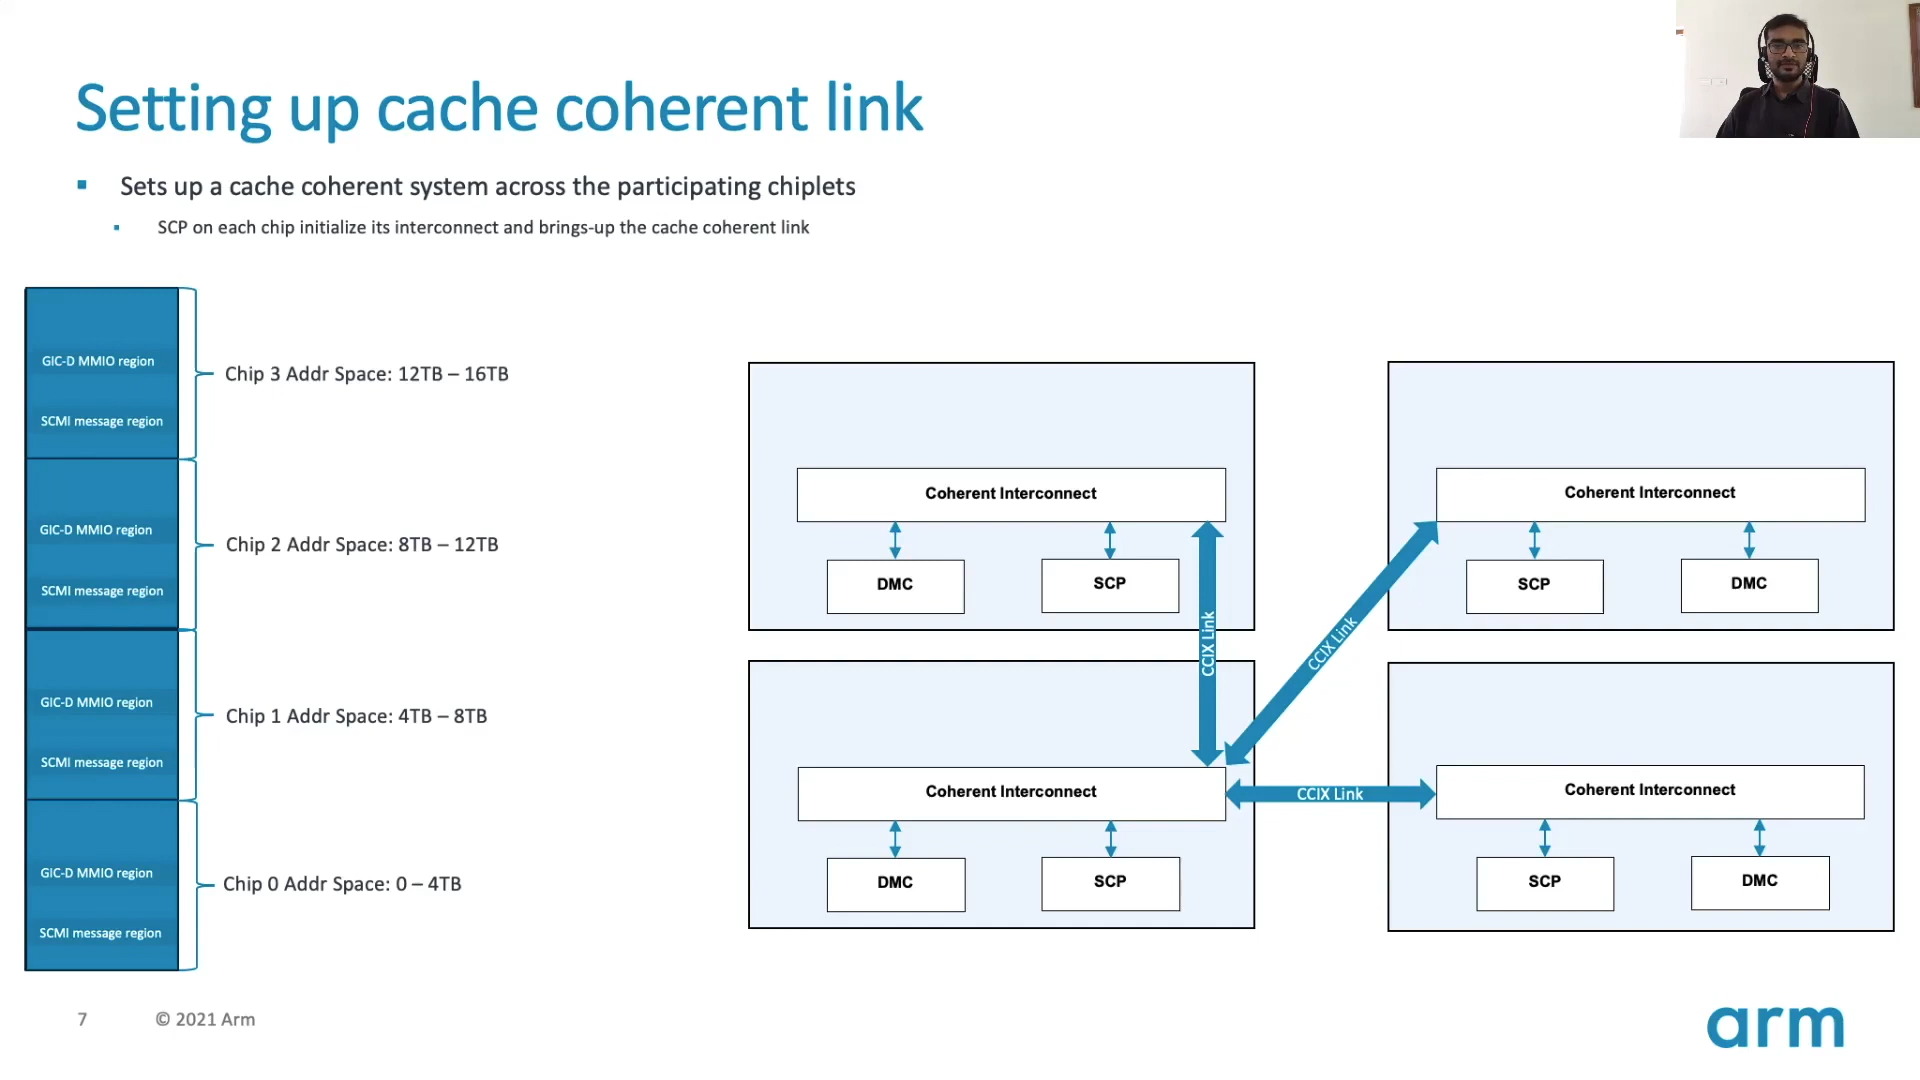 Setting up cache coherent link
▪ Sets up a cache coherent system across the participating chiplets
▪ SCP on each chip initialize its interconnect and brings-up the cache coherent link
GIC-D MMIO region
SCMI message region
Chip 3 Addr Space: 12TB – 16TB
GIC-D MMIO region
SCMI message region
Chip 2 Addr Space: 8TB – 12TB
GIC-D MMIO region
SCMI message region
Chip 1 Addr Space: 4TB – 8TB
GIC-D MMIO region
SCMI message region
Chip 0 Addr Space: 0 – 4TB
Coherent Interconnect
DMC
SCP
Coherent Interconnect
SCP
DMC
CCIX Link
CCIX Link
CCIX Link
Coherent Interconnect
DMC
SCP
Coherent Interconnect
SCP
DMC
7
© 2021 Arm
arm